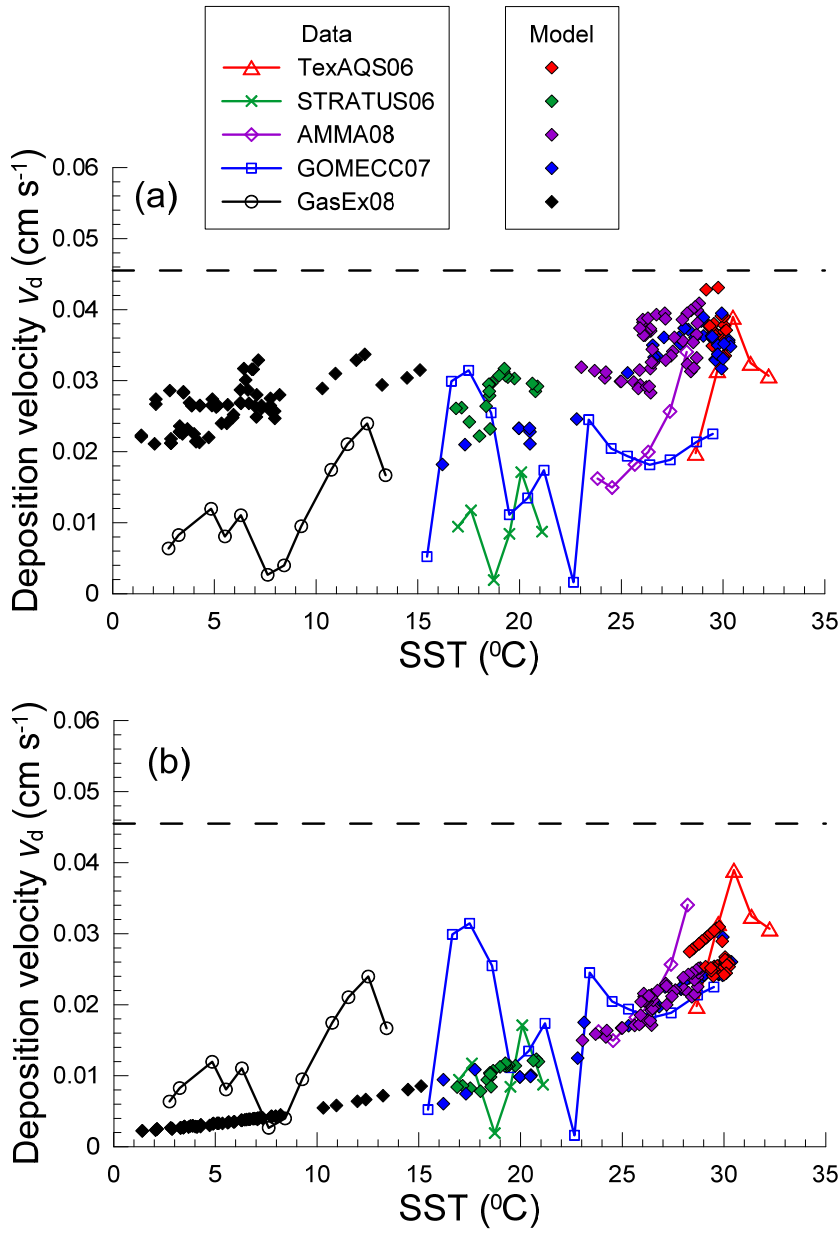 Data
TexAQS06
STRATUS06
AMMA08
GOMECC07
GasEx08
Model
(a)
Deposition velocity vd (cm s-1)
0.06
0.05
0.04
0.03
0.02
0.01
0
0 5 10 15 20 25 30 35
SST (0C)
(b)
Deposition velocity vd (cm s-1)
0.06
0.05
0.04
0.03
0.02
0.01
0
0 5 10 15 20 25 30 35
SST (0C)